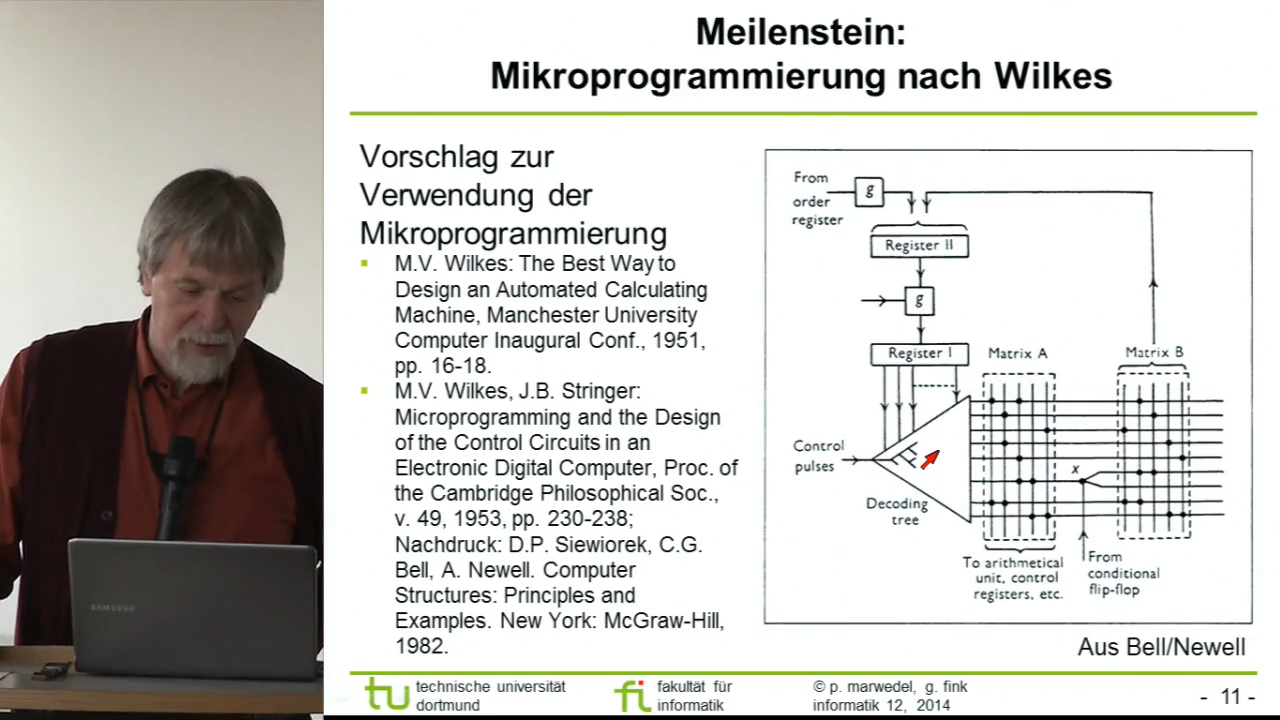 Meilenstein:
Mikroprogrammierung nach Wilkes
Vorschlag zur
Verwendung der
Mikroprogrammierung
M.V. Wilkes: The Best Way to
Design an Automated Calculating
Machine, Manchester University
Computer Inaugural Conf., 1951,
pp. 16-18.
M.V. Wilkes, J.B. Stringer:
Microprogramming and the Design
of the Control Circuits in an
Electronic Digital Computer, Proc. of
the Cambridge Philosophical Soc.,
v. 49, 1953, pp. 230-238;
Nachdruck: D.P. Siewiorek, C.G.
Bell, A. Newell. Computer
Structures: Principles and
Examples. New York: McGraw-Hill,
1982.
From
order
register
g
Register II
g
Register I
Matrix A
Matrix B
Control
pulses
Decoding
tree
x
To arithmetical
unit, control
registers, etc.
From
conditional
flip-flop
Aus Bell/Newell
SAMSUNG
tu technische universität
dortmund
fi fakultät für
informatik
© p. marwedel, g. fink
informatik 12, 2014
- 11 -